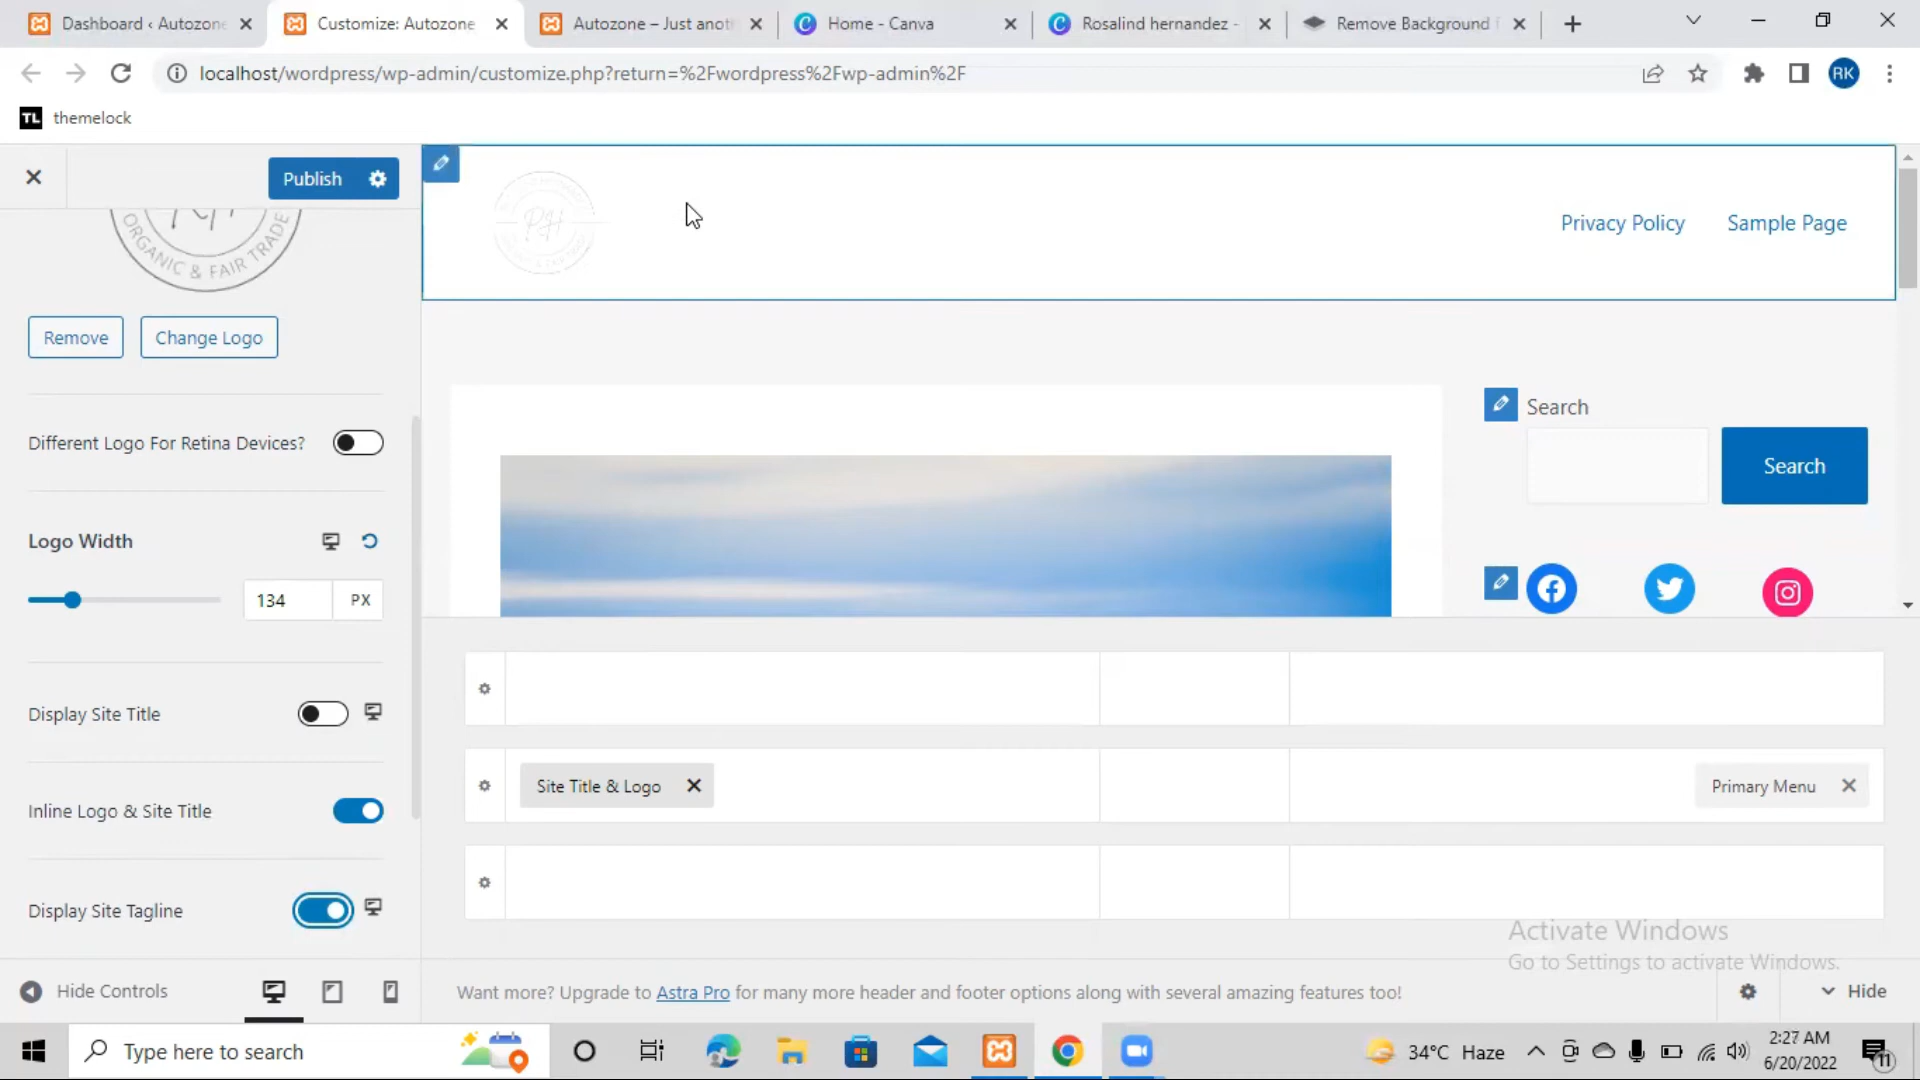 Dashboard ‹ Autozone
Customize: Autozone
Autozone – Just anot
Home - Canva
Rosalind hernandez -
Remove Background f
localhost/wordpress/wp-admin/customize.php?return=%2Fwordpress%2Fwp-admin%2F
RK
TL themelock
Publish
Privacy Policy
Sample Page
ORGANIC & FAIR TRADE
Remove
Change Logo
Different Logo For Retina Devices?
Logo Width
134 PX
Display Site Title
Inline Logo & Site Title
Display Site Tagline
Hide Controls
Search
Search
Site Title & Logo
Primary Menu
Activate Windows
Go to Settings to activate Windows.
Want more? Upgrade to Astra Pro for many more header and footer options along with several amazing features too!
Hide
Type here to search
34°C Haze
2:27 AM
6/20/2022
11